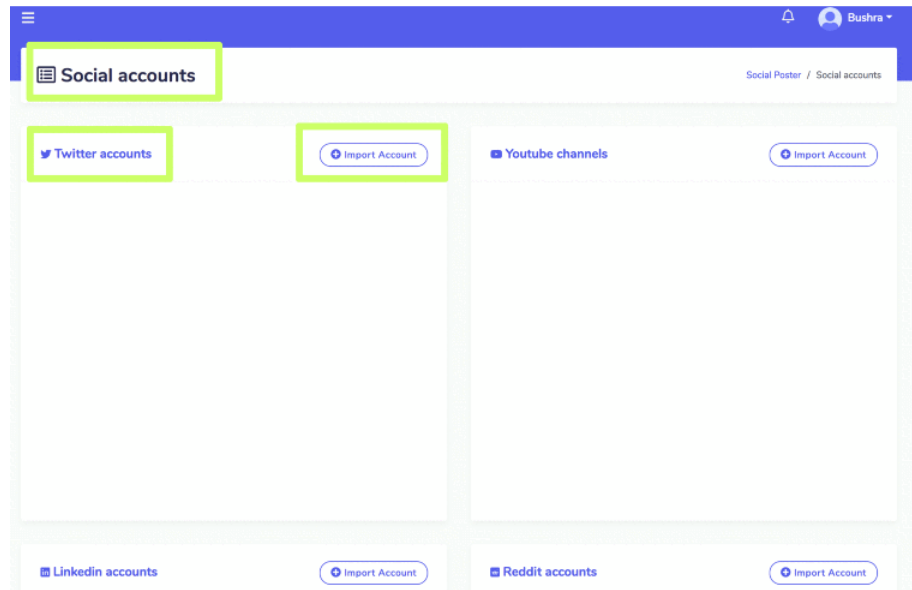 Bushra
Social accounts
Social Poster / Social accounts
Twitter accounts
Import Account
Youtube channels
Import Account
Linkedin accounts
Import Account
Reddit accounts
Import Account